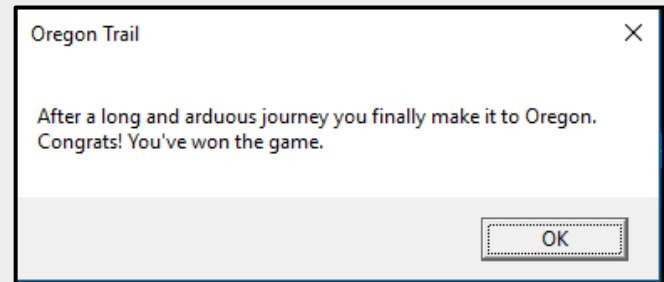 Oregon Trail
After a long and arduous journey you finally make it to Oregon.
Congrats! You've won the game.
OK